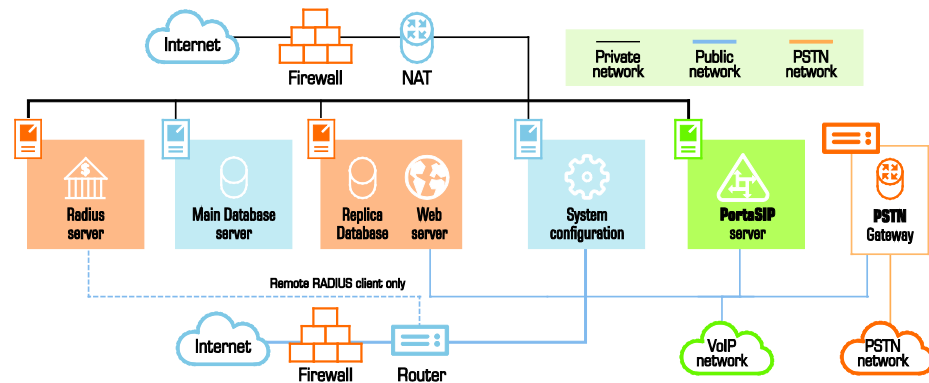 Internet
Firewall
NAT
Private
network
Public
network
PSTN
network
$
Radius
server
Main Database
server
Replica
Database
Web
server
System
configuration
PortaSIP
server
PSTN
Gateway
Remote RADIUS client only
Internet
Firewall
Router
VoIP
network
PSTN
network